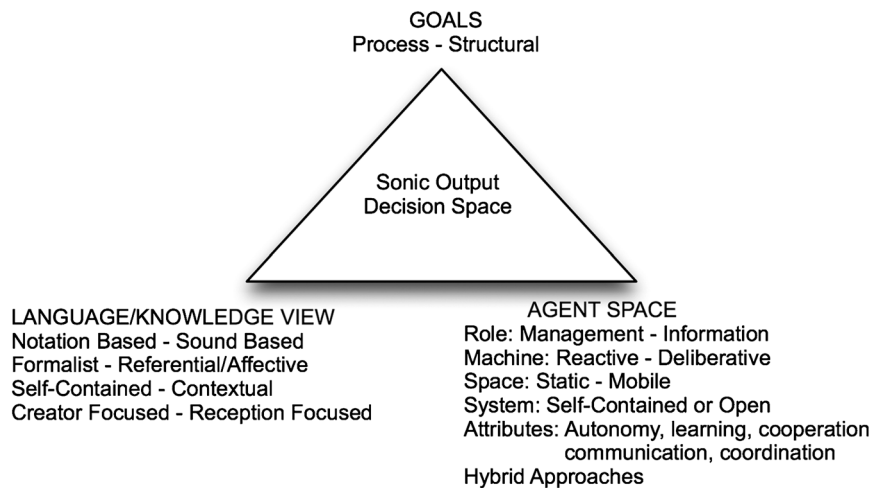 GOALS
Process - Structural
Sonic Output
Decision Space
LANGUAGE/KNOWLEDGE VIEW
Notation Based - Sound Based
Formalist - Referential/Affective
Self-Contained - Contextual
Creator Focused - Reception Focused
AGENT SPACE
Role: Management - Information
Machine: Reactive - Deliberative
Space: Static - Mobile
System: Self-Contained or Open
Attributes: Autonomy, learning, cooperation
communication, coordination
Hybrid Approaches